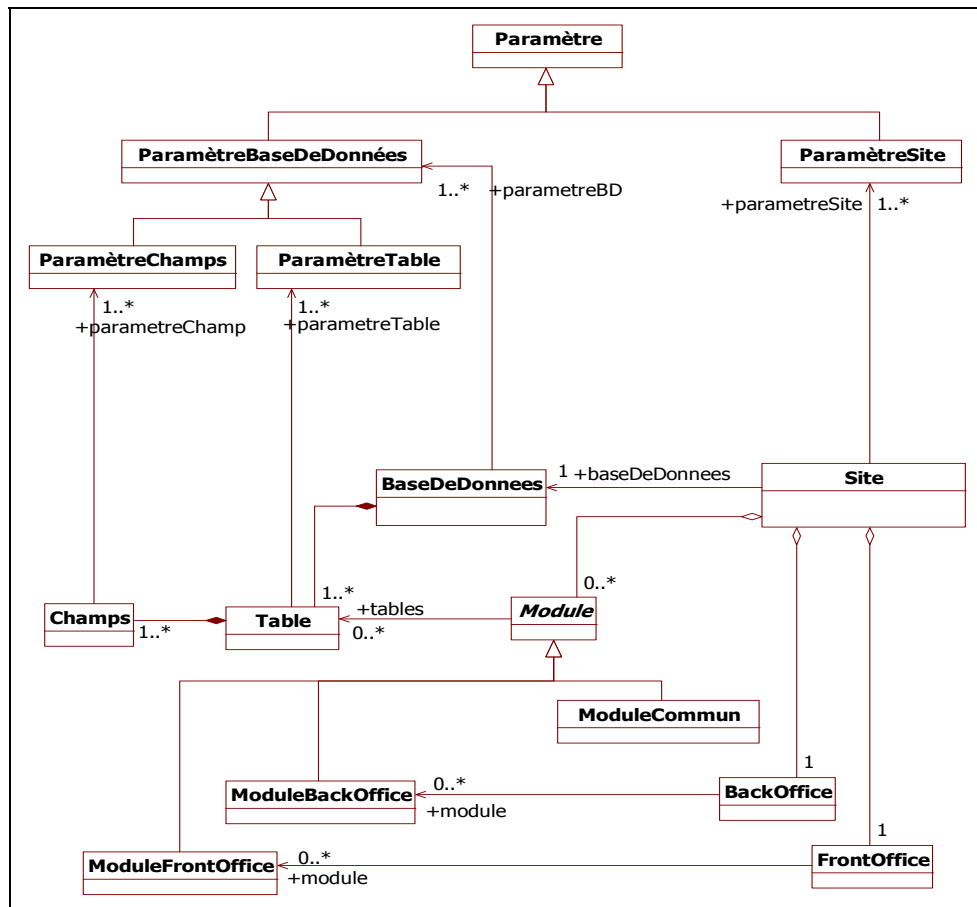 Paramètre
ParamètreBaseDeDonnées
ParamètreSite
1..* +parametreBD
+parametreSite 1..*
ParamètreChamps
ParamètreTable
1..*
+parametreChamp
1..*
+parametreTable
BaseDeDonnees
1 +baseDeDonnees
Site
1..*
+tables
0..*
0..*
Module
Champs
1..*
Table
ModuleCommun
ModuleBackOffice
0..*
+module
1
BackOffice
ModuleFrontOffice
0..*
+module
1
FrontOffice